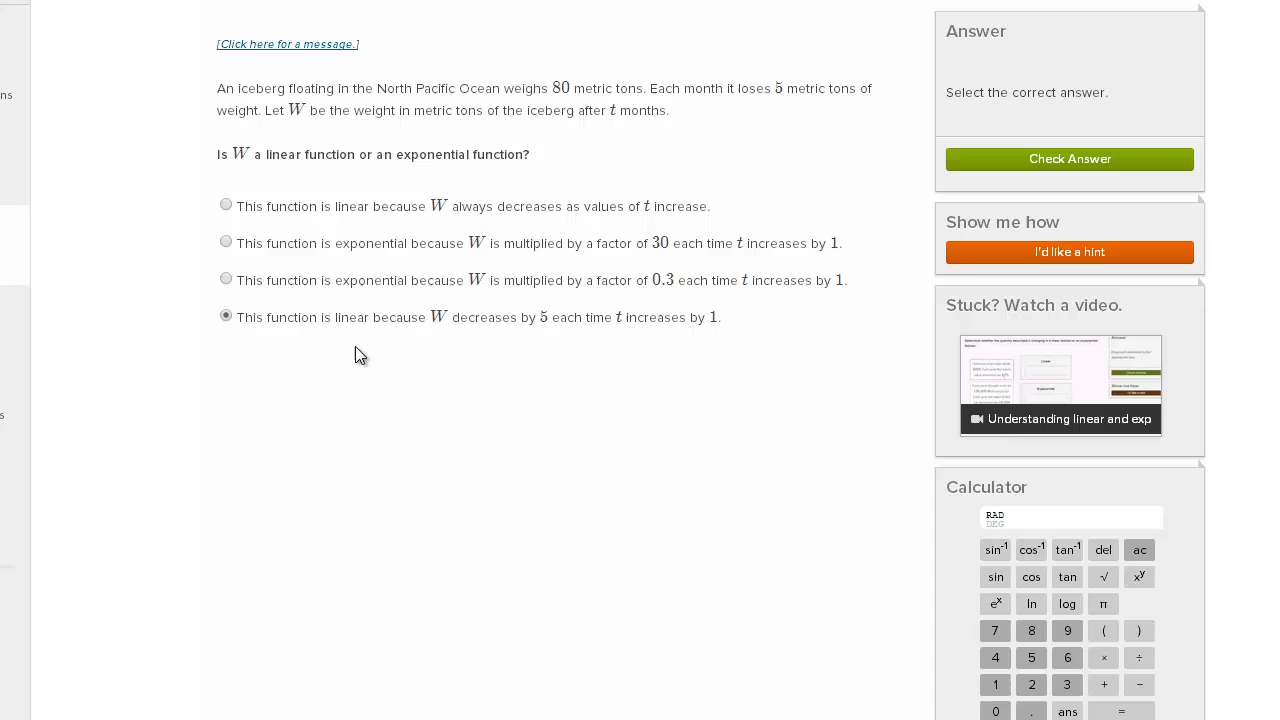 ns
s
[Click here for a message.]
An iceberg floating in the North Pacific Ocean weighs 80 metric tons. Each month it loses 5 metric tons of
weight. Let W be the weight in metric tons of the iceberg after t months.
Is W a linear function or an exponential function?
This function is linear because W always decreases as values of t increase.
This function is exponential because W is multiplied by a factor of 30 each time t increases by 1.
This function is exponential because W is multiplied by a factor of 0.3 each time t increases by 1.
This function is linear because W decreases by 5 each time t increases by 1.
Answer
Select the correct answer.
Check Answer
Show me how
I'd like a hint
Stuck? Watch a video.
Linear
Exponential
Understanding linear and exp
Calculator
RAD
DEG
sin⁻¹ cos⁻¹ tan⁻¹ del ac
sin cos tan √ xʸ
eˣ ln log π
7 8 9 ( )
4 5 6 × ÷
1 2 3 + −
0 . ans =